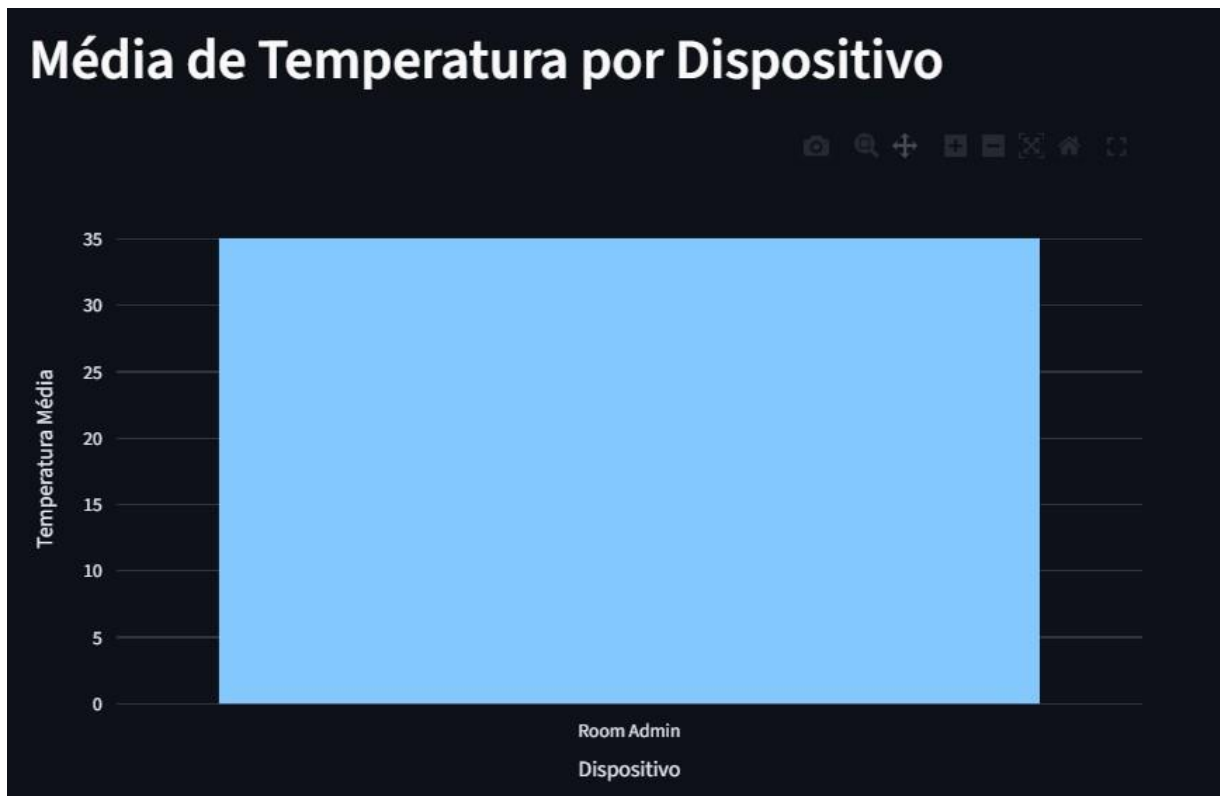 Média de Temperatura por Dispositivo
35
30
25
20
15
10
5
0
Temperatura Média
Room Admin
Dispositivo